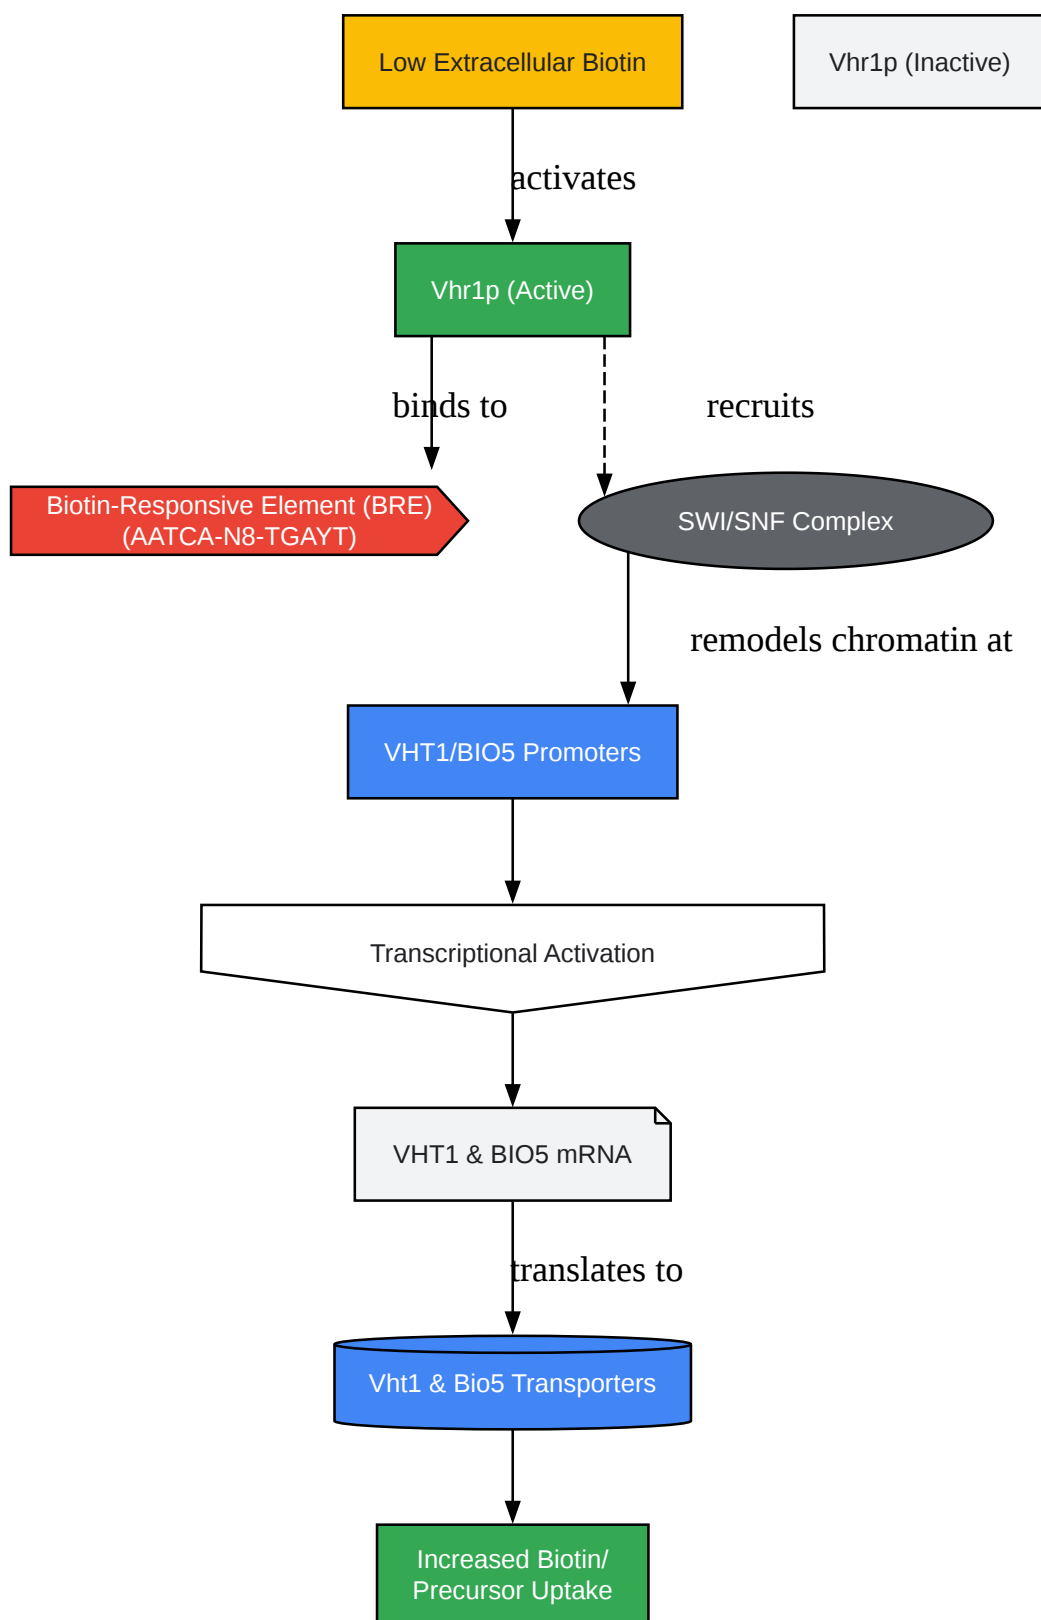 Low Extracellular Biotin
Vhr1p (Inactive)
activates
Vhr1p (Active)
binds to
recruits
Biotin-Responsive Element (BRE)
(AATCA-N8-TGAYT)
SWI/SNF Complex
remodels chromatin at
VHT1/BIO5 Promoters
Transcriptional Activation
VHT1 & BIO5 mRNA
translates to
Vht1 & Bio5 Transporters
Increased Biotin/
Precursor Uptake